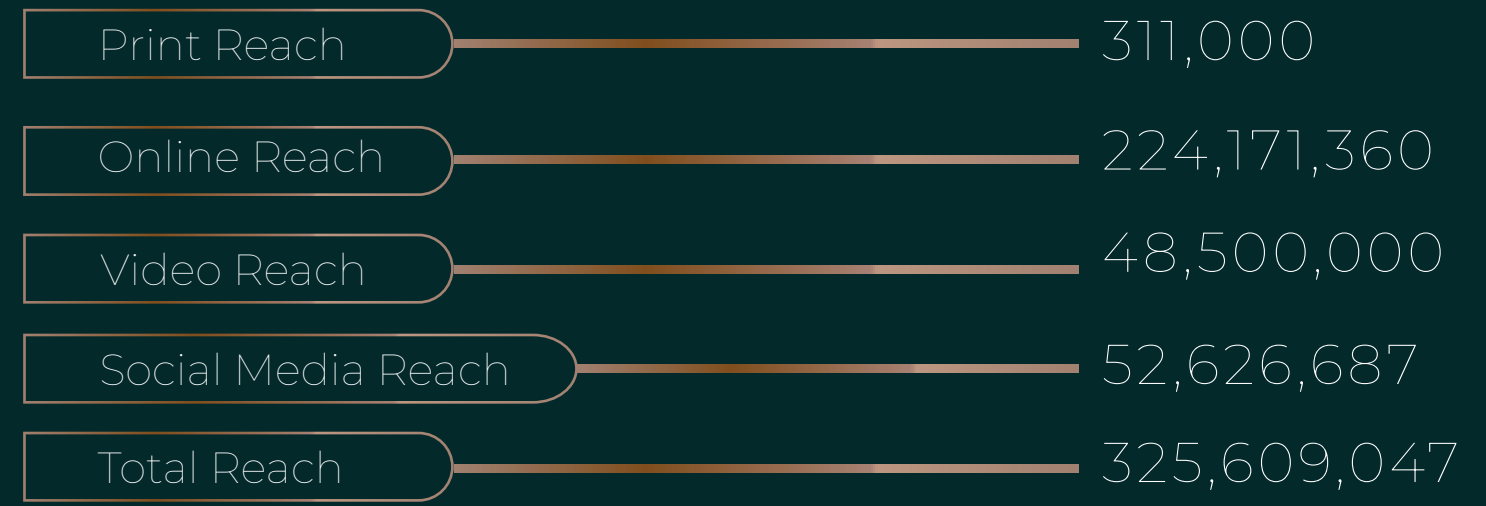 Print Reach 311,000
Online Reach 224,171,360
Video Reach 48,500,000
Social Media Reach 52,626,687
Total Reach 325,609,047